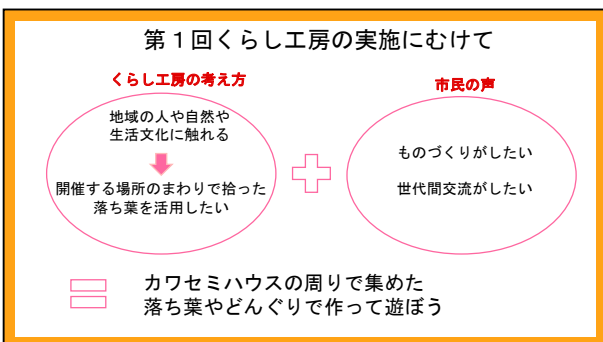 第１回くらし工房の実施にむけて
くらし工房の考え方
地域の人や自然や
生活文化に触れる
開催する場所のまわりで拾った
落ち葉を活用したい
市民の声
ものづくりがしたい
世代間交流がしたい
カワセミハウスの周りで集めた
落ち葉やどんぐりで作って遊ぼう